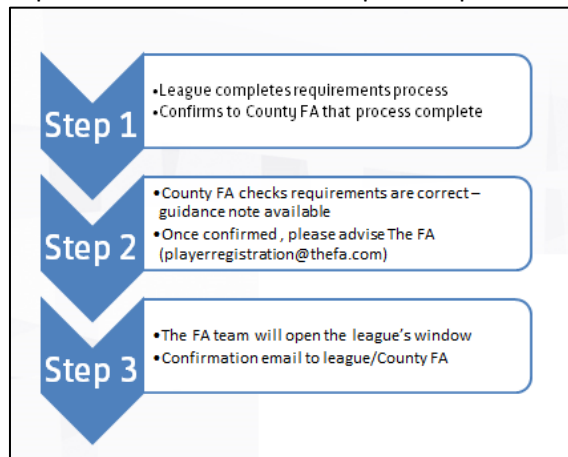 Step 1
•League completes requirements process
•Confirms to County FA that process complete
Step 2
•County FA checks requirements are correct –
guidance note available
•Once confirmed , please advise The FA
(playerregistration@thefa.com)
Step 3
•The FA team will open the league's window
•Confirmation email to league/County FA